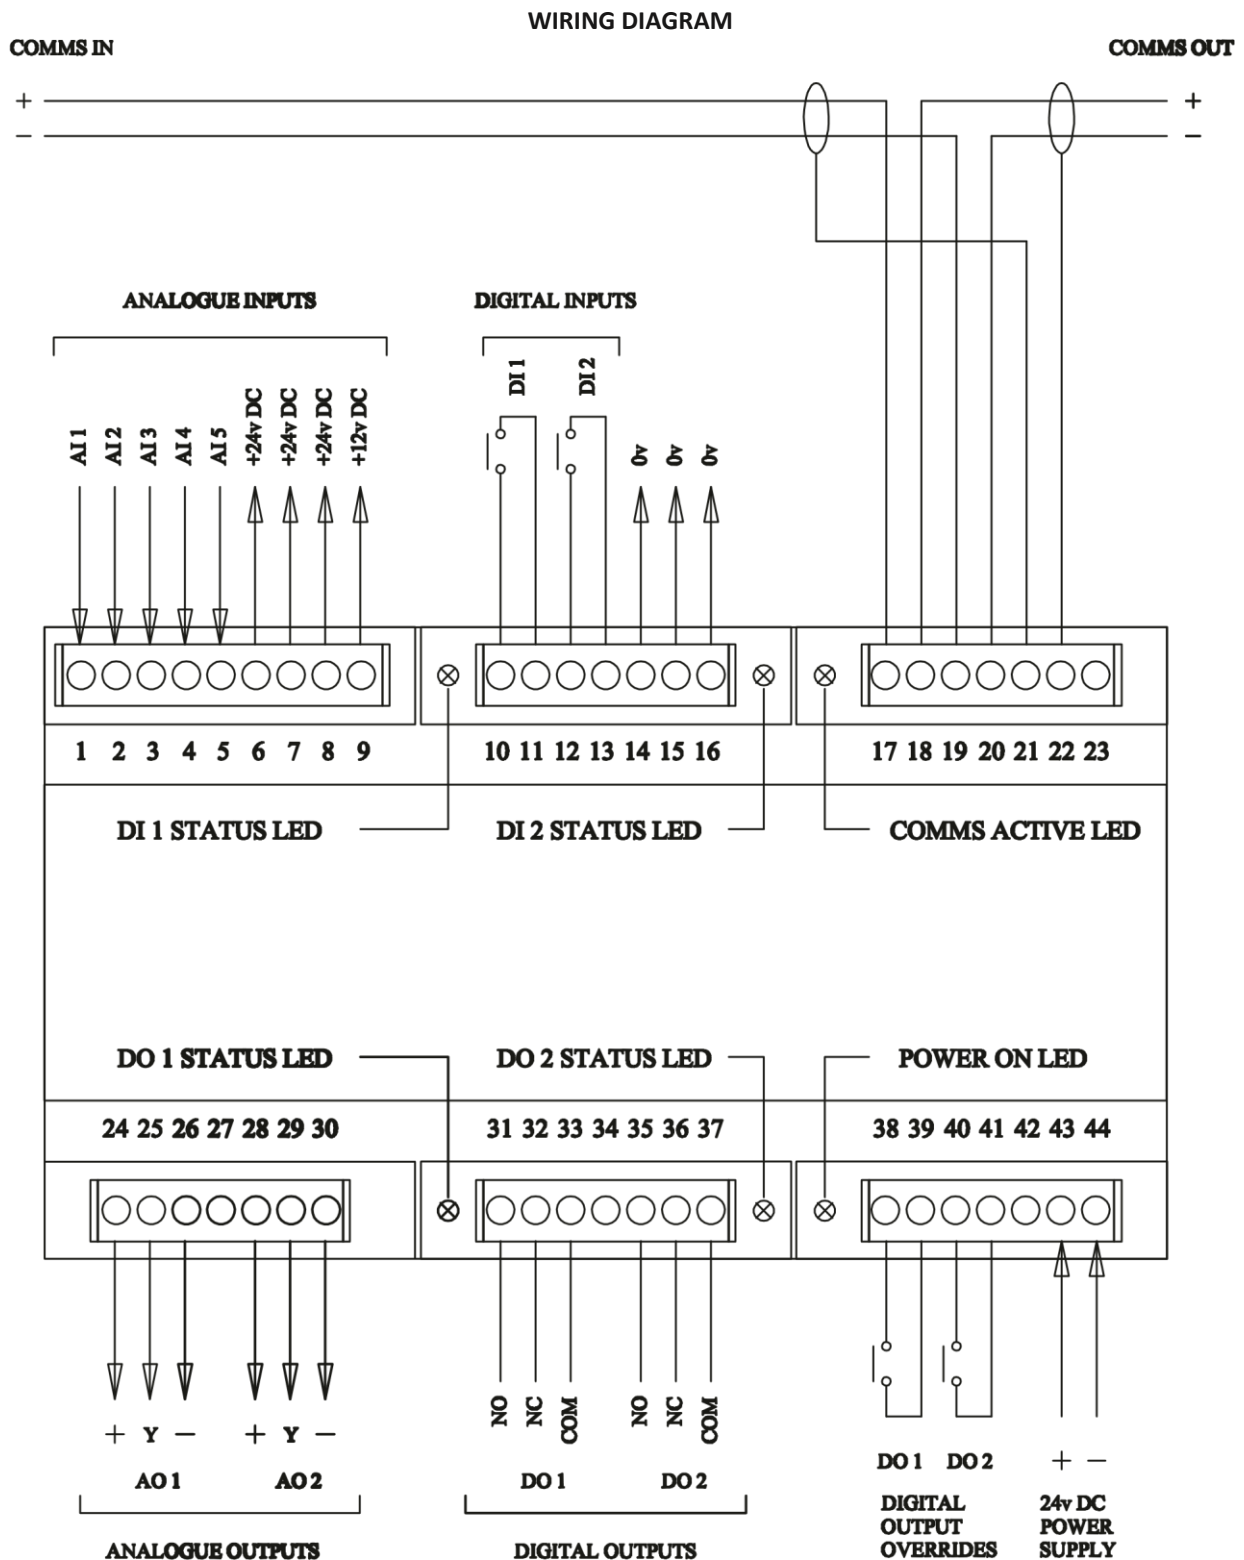 WIRING DIAGRAM
COMMS IN
COMMS OUT
+
+
−
−
ANALOGUE INPUTS
DIGITAL INPUTS
AI 1
AI 2
AI 3
AI 4
AI 5
+24v DC
+24v DC
+24v DC
+12v DC
DI 1
DI 2
0v
0v
0v
1 2 3 4 5 6 7 8 9
10 11 12 13 14 15 16
17 18 19 20 21 22 23
DI 1 STATUS LED
DI 2 STATUS LED
COMMS ACTIVE LED
DO 1 STATUS LED
DO 2 STATUS LED
POWER ON LED
24 25 26 27 28 29 30
31 32 33 34 35 36 37
38 39 40 41 42 43 44
+ Y −
+ Y −
NO
NC
COM
NO
NC
COM
AO 1
AO 2
DO 1
DO 2
DO 1
DO 2
+ −
ANALOGUE OUTPUTS
DIGITAL OUTPUTS
DIGITAL
OUTPUT
OVERRIDES
24v DC
POWER
SUPPLY